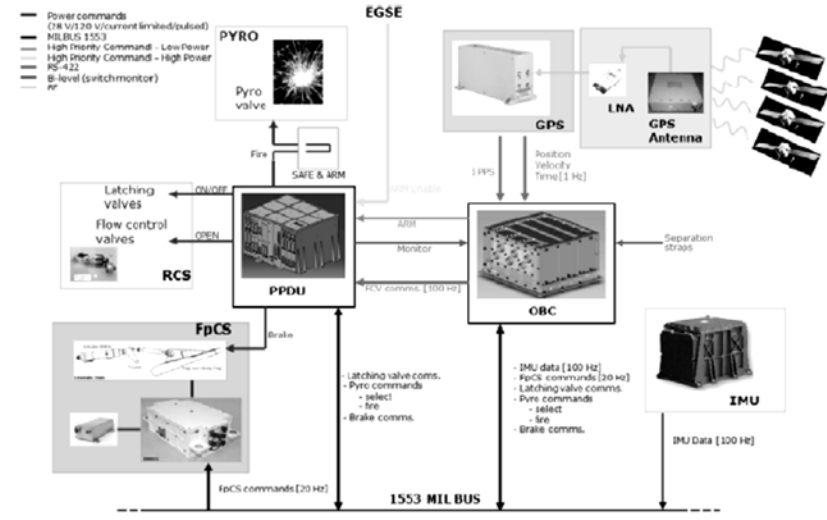 Power commands
(28 V/120 V/current limited/pulsed)
MILBUS 1553
High Priority Command - Low Power
High Priority Command - High Power
RS-422
Bi-level (switch monitor)
RF
EGSE
PYRO
Pyro
valve
Fire
SAFE & ARM
GPS
LNA
GPS
Antenna
1 PPS
Position
Velocity
Time [1 Hz]
Latching
valves
Flow control
valves
RCS
ON/OFF
OPEN
PPDU
ARM Enable
ARM
Monitor
FCV comms. [100 Hz]
OBC
Separation
straps
FpCS
Brake
- Latching valve coms.
- Pyro commands
- select
- fire
- Brake comms.
- IMU data [100 Hz]
- FpCS commands [20 Hz]
- Latching valve comms.
- Pyro commands
- select
- fire
- Brake comms.
IMU
IMU Data [100 Hz]
FpCS commands [20 Hz]
1553 MIL BUS